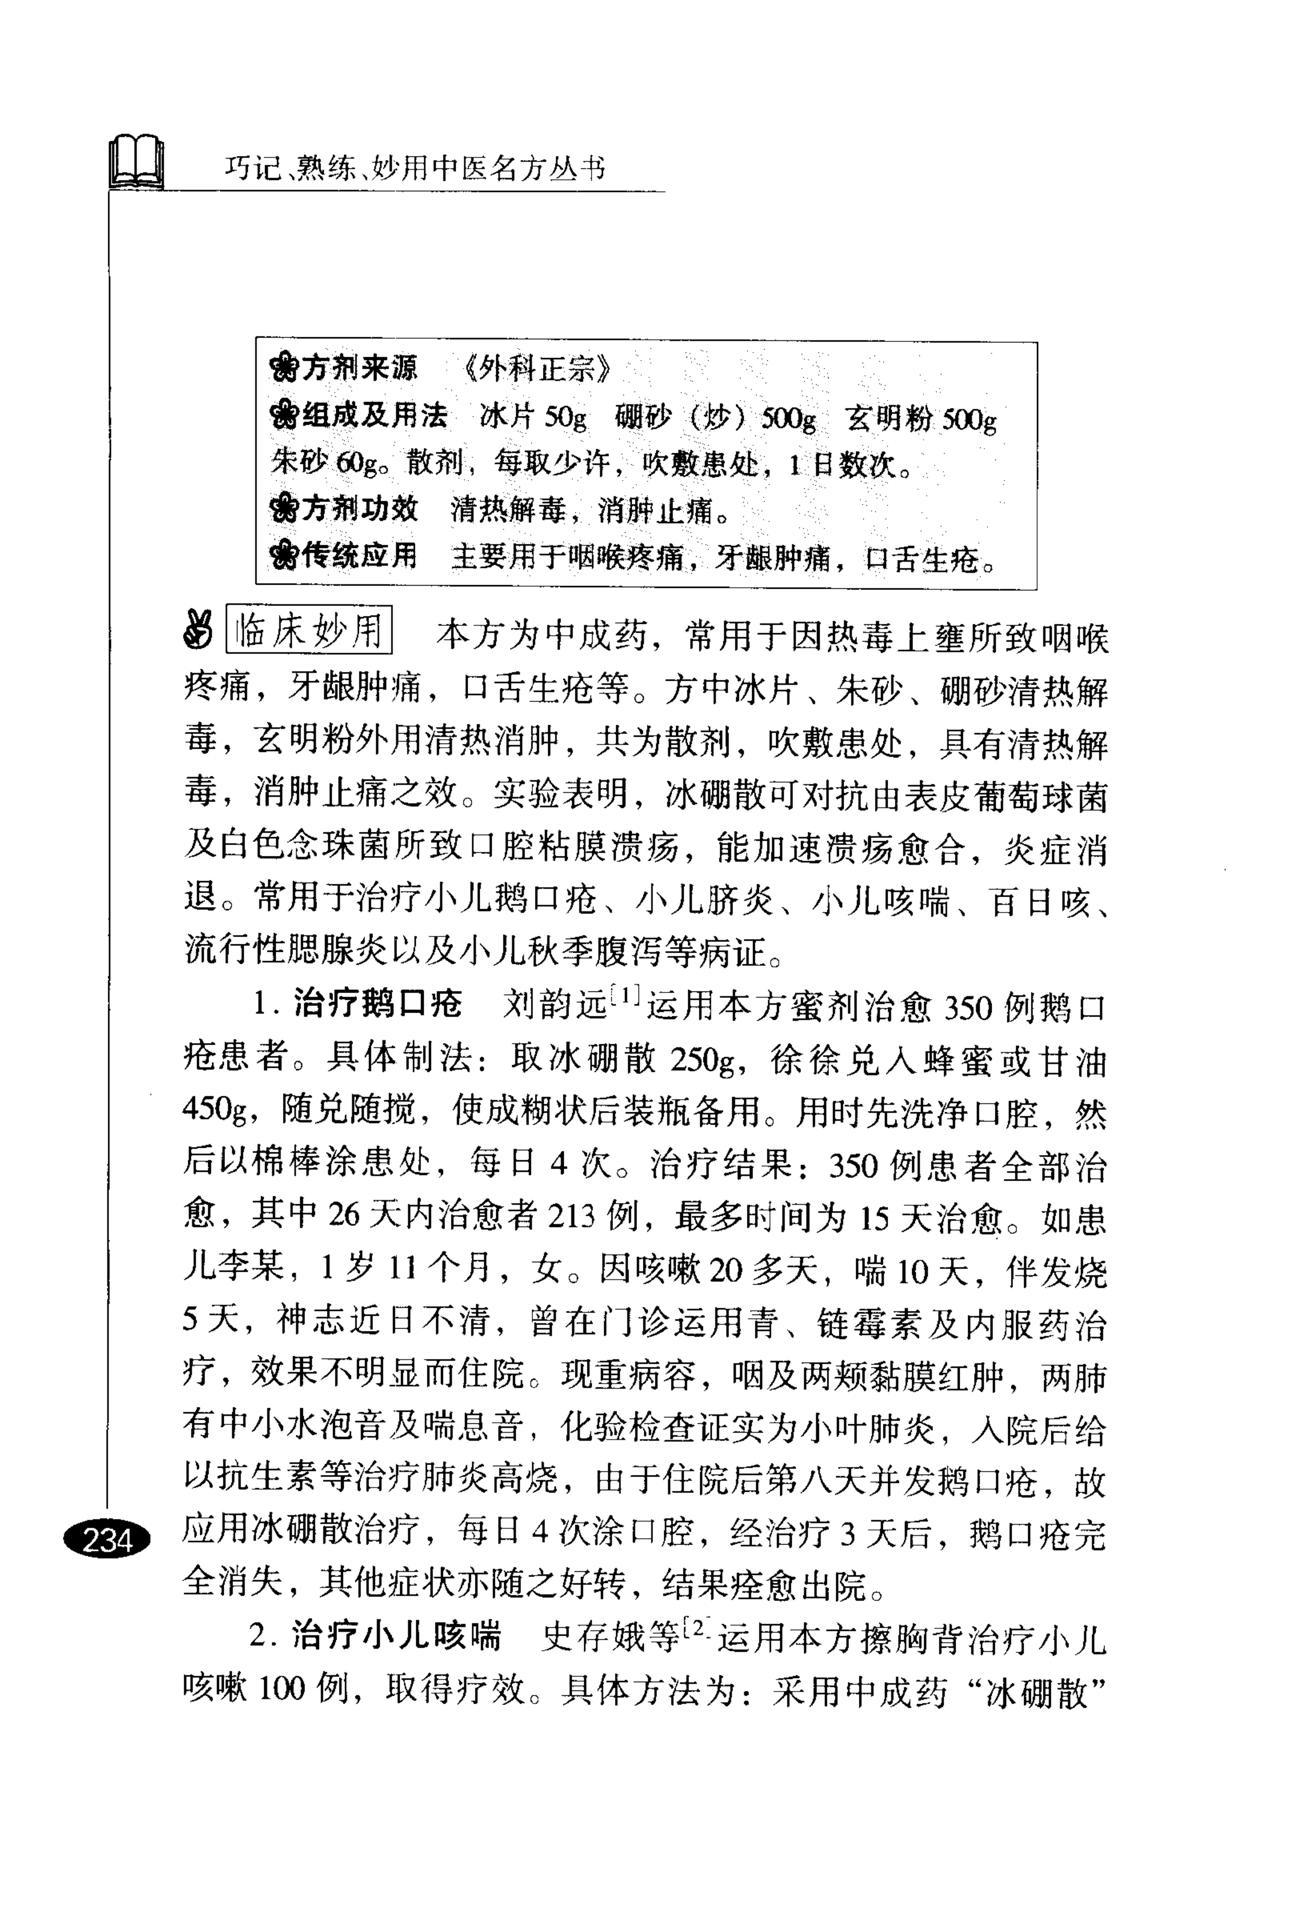 巧记、熟练、妙用中医名方丛书
方剂来源 《外科正宗》
组成及用法 冰片 50g 硼砂（炒）500g 玄明粉 500g
朱砂 60g。散剂，每取少许，吹敷患处，1 日数次。
方剂功效 清热解毒，消肿止痛。
传统应用 主要用于咽喉疼痛，牙龈肿痛，口舌生疮。
临床妙用 本方为中成药，常用于因热毒上壅所致咽喉
疼痛，牙龈肿痛，口舌生疮等。方中冰片、朱砂、硼砂清热解
毒，玄明粉外用清热消肿，共为散剂，吹敷患处，具有清热解
毒，消肿止痛之效。实验表明，冰硼散可对抗由表皮葡萄球菌
及白色念珠菌所致口腔粘膜溃疡，能加速溃疡愈合，炎症消
退。常用于治疗小儿鹅口疮、小儿脐炎、小儿咳喘、百日咳、
流行性腮腺炎以及小儿秋季腹泻等病证。
1. 治疗鹅口疮 刘韵远[1]运用本方蜜剂治愈 350 例鹅口
疮患者。具体制法：取冰硼散 250g，徐徐兑入蜂蜜或甘油
450g，随兑随搅，使成糊状后装瓶备用。用时先洗净口腔，然
后以棉棒涂患处，每日 4 次。治疗结果：350 例患者全部治
愈，其中 26 天内治愈者 213 例，最多时间为 15 天治愈。如患
儿李某，1 岁 11 个月，女。因咳嗽 20 多天，喘 10 天，伴发烧
5 天，神志近日不清，曾在门诊运用青、链霉素及内服药治
疗，效果不明显而住院。现重病容，咽及两颊黏膜红肿，两肺
有中小水泡音及喘息音，化验检查证实为小叶肺炎，入院后给
以抗生素等治疗肺炎高烧，由于住院后第八天并发鹅口疮，故
应用冰硼散治疗，每日 4 次涂口腔，经治疗 3 天后，鹅口疮完
全消失，其他症状亦随之好转，结果痊愈出院。
2. 治疗小儿咳喘 史存娥等[2]运用本方擦胸背治疗小儿
咳嗽 100 例，取得疗效。具体方法为：采用中成药“冰硼散”
234